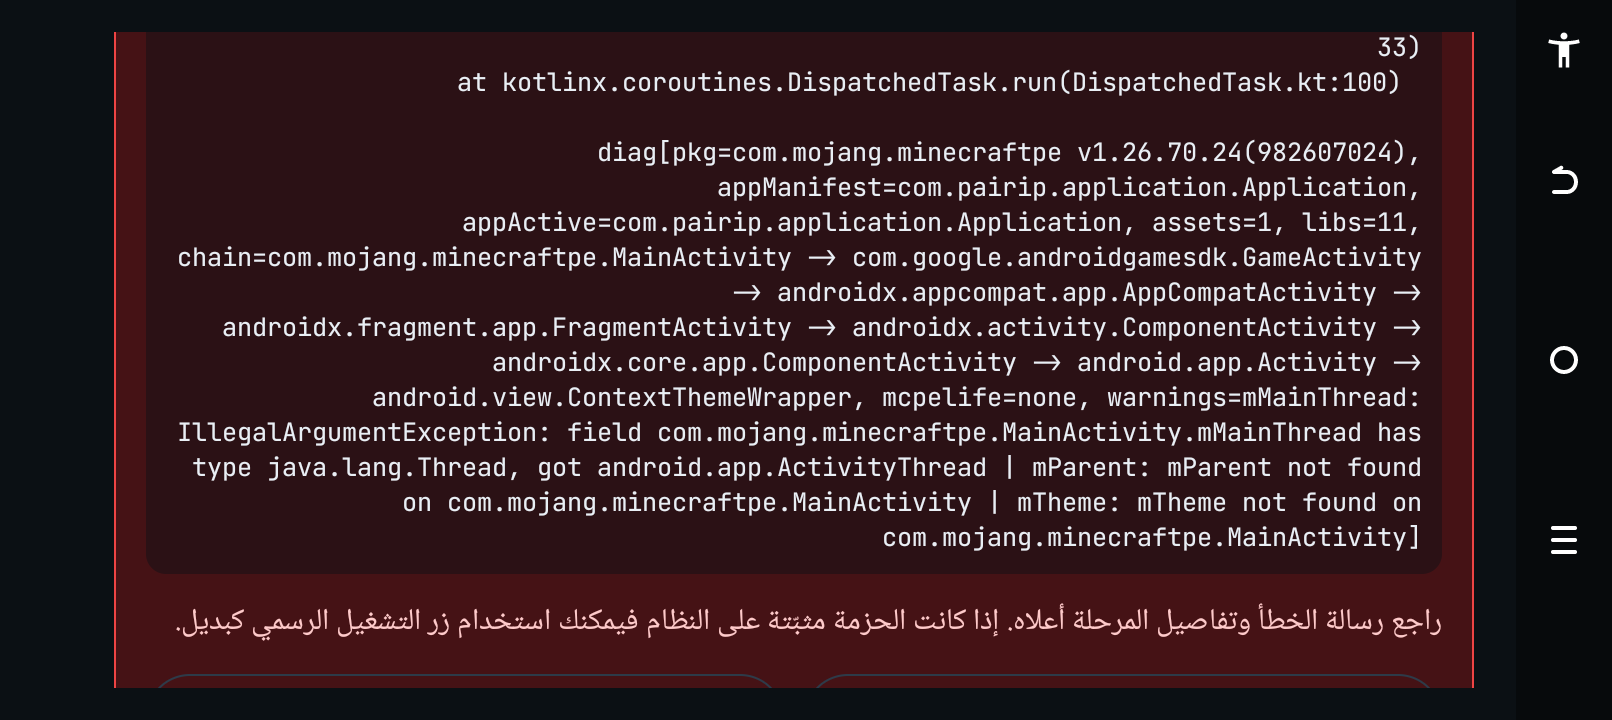 33)
at kotlinx.coroutines.DispatchedTask.run(DispatchedTask.kt:100)
diag[pkg=com.mojang.minecraftpe v1.26.70.24(982607024),
appManifest=com.pairip.application.Application,
appActive=com.pairip.application.Application, assets=1, libs=11,
chain=com.mojang.minecraftpe.MainActivity -> com.google.androidgamesdk.GameActivity
-> androidx.appcompat.app.AppCompatActivity ->
androidx.fragment.app.FragmentActivity -> androidx.activity.ComponentActivity ->
androidx.core.app.ComponentActivity -> android.app.Activity ->
android.view.ContextThemeWrapper, mcpelife=none, warnings=mMainThread:
IllegalArgumentException: field com.mojang.minecraftpe.MainActivity.mMainThread has
type java.lang.Thread, got android.app.ActivityThread | mParent: mParent not found
on com.mojang.minecraftpe.MainActivity | mTheme: mTheme not found on
com.mojang.minecraftpe.MainActivity]
راجع رسالة الخطأ وتفاصيل المرحلة أعلاه. إذا كانت الحزمة مثبّتة على النظام فيمكنك استخدام زر التشغيل الرسمي كبديل.